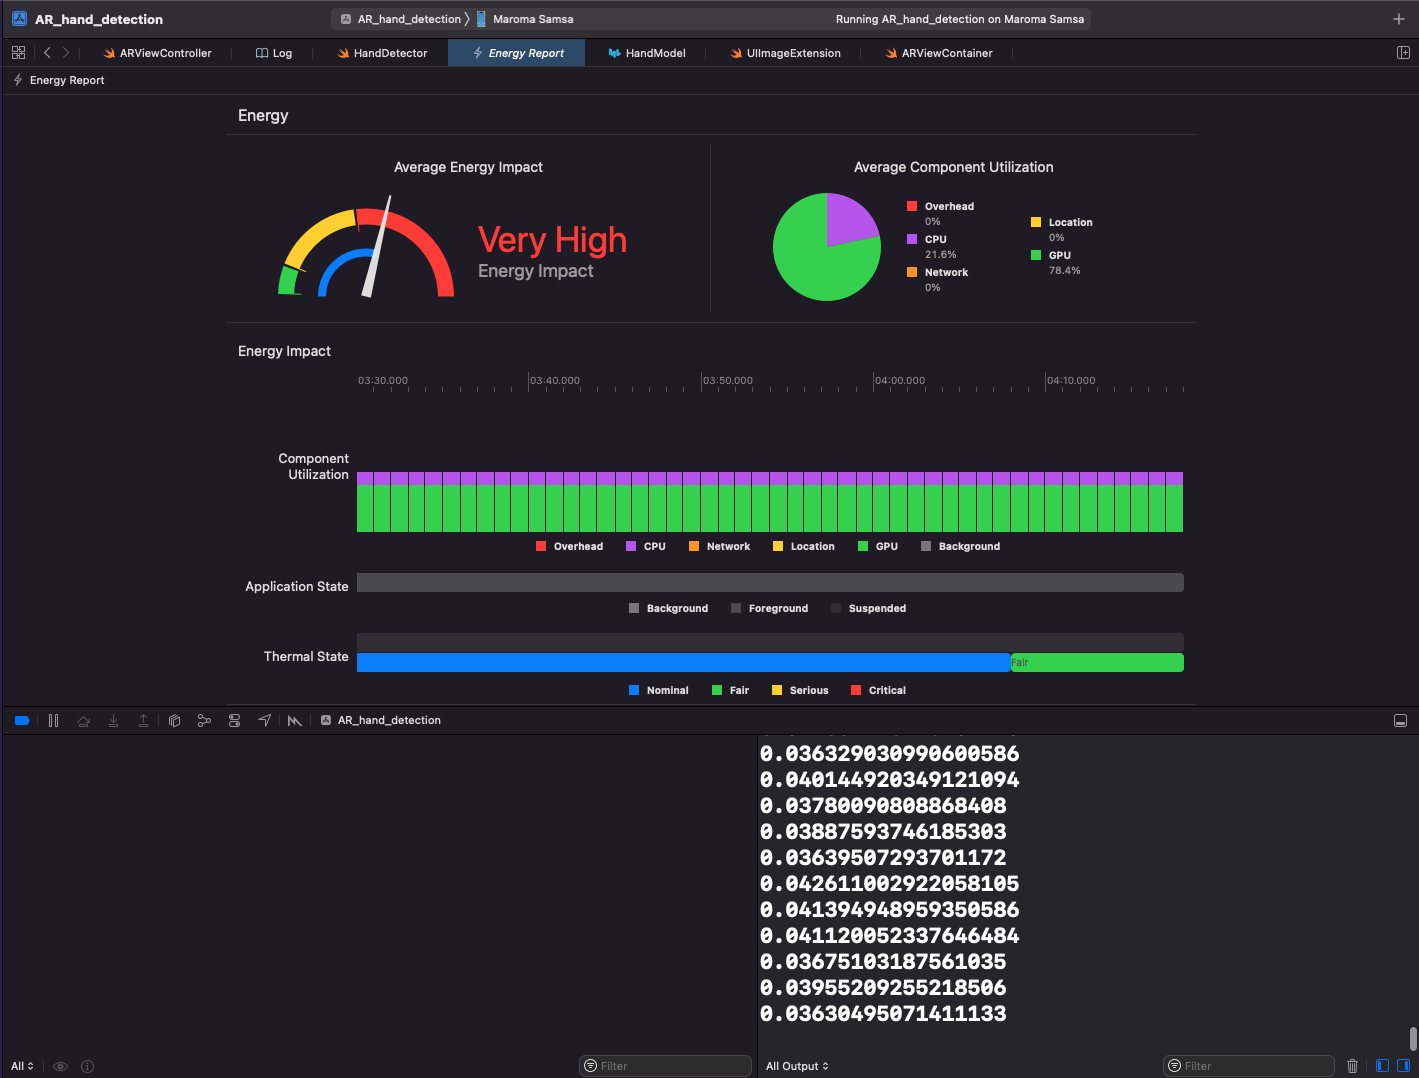 AR_hand_detection
AR_hand_detection
Maroma Samsa
Running AR_hand_detection on Maroma Samsa
ARViewController
Log
HandDetector
Energy Report
HandModel
UIImageExtension
ARViewContainer
Energy Report
Energy
Average Energy Impact
Very High
Energy Impact
Average Component Utilization
Overhead
0%
CPU
21.6%
Network
0%
Location
0%
GPU
78.4%
Energy Impact
03:30.000
03:40.000
03:50.000
04:00.000
04:10.000
Component
Utilization
Overhead CPU Network Location GPU Background
Application State
Background Foreground Suspended
Thermal State
Fair
Nominal Fair Serious Critical
AR_hand_detection
0.036329030990600586
0.040144920349121094
0.03780090808868408
0.03887593746185303
0.03639507293701172
0.042611002922058105
0.041394948959350586
0.041120052337646484
0.03675103187561035
0.03955209255218506
0.03630495071411133
All
Filter
All Output
Filter